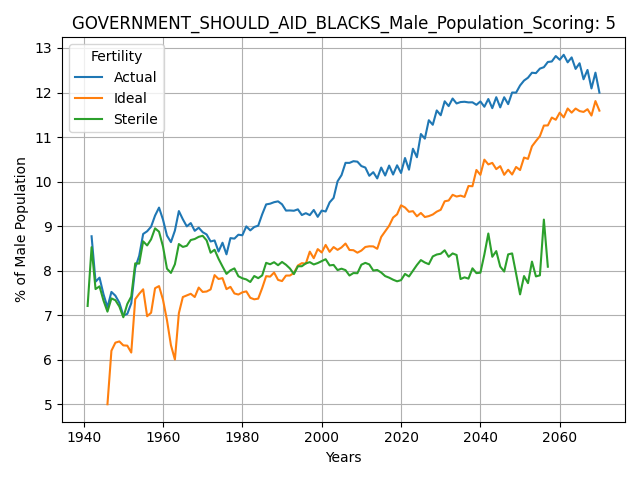 GOVERNMENT_SHOULD_AID_BLACKS_Male_Population_Scoring: 5
Fertility
Actual
Ideal
Sterile
% of Male Population
13
12
11
10
9
8
7
6
5
1940 1960 1980 2000 2020 2040 2060
Years